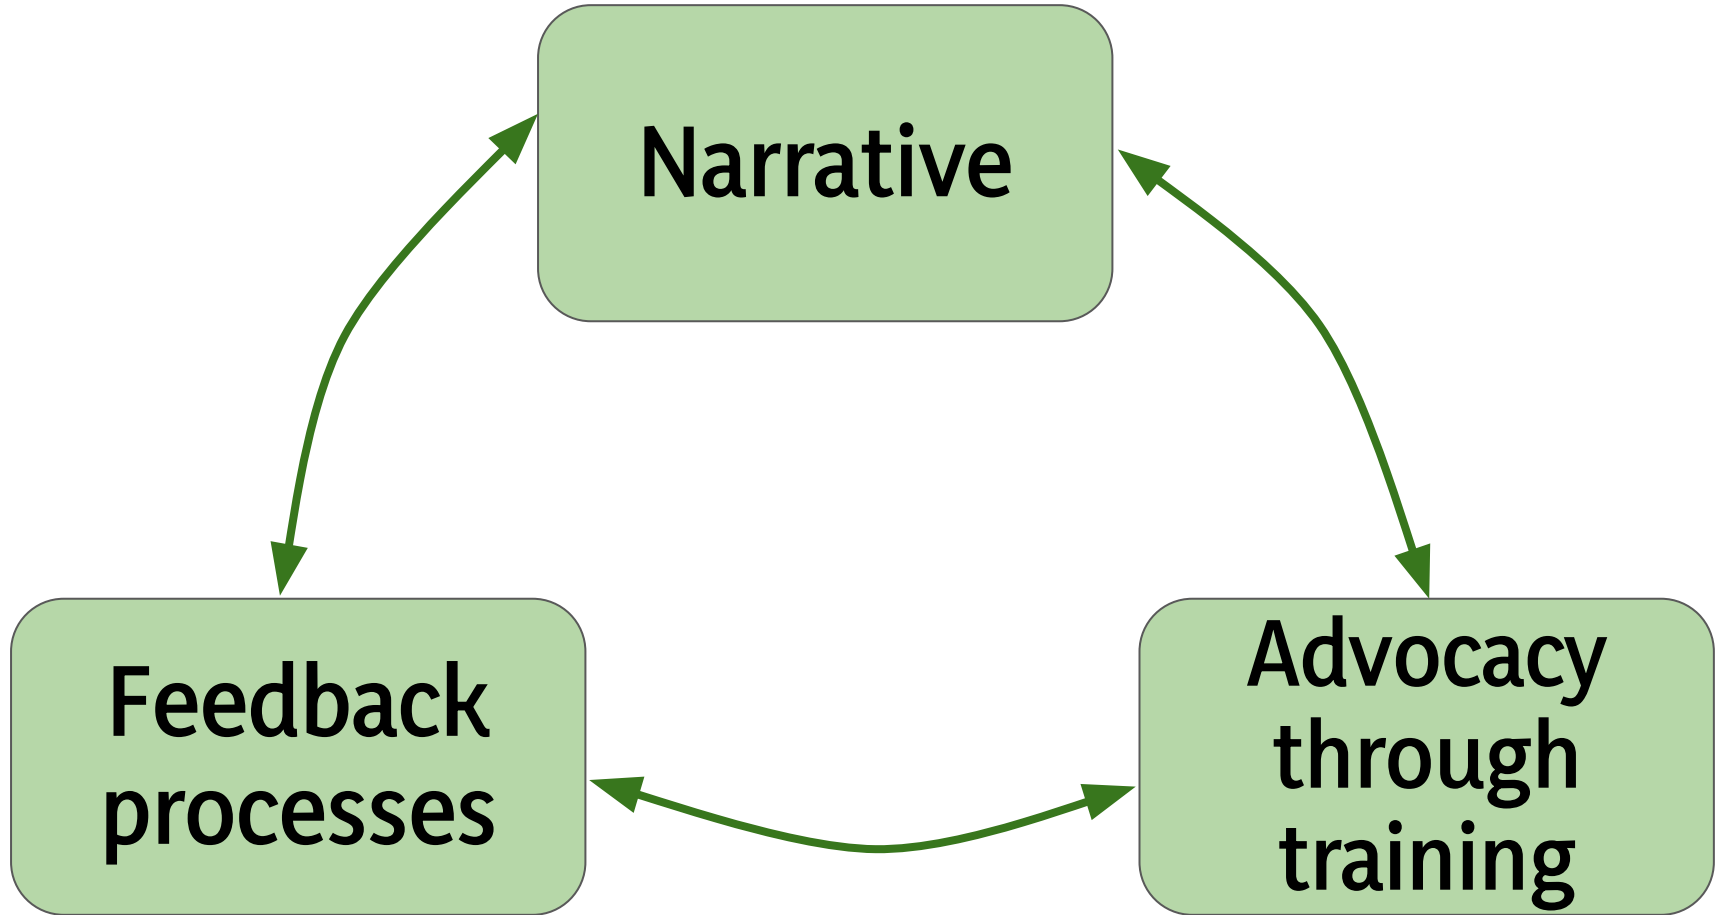 Narrative
Feedback
processes
Advocacy
through
training